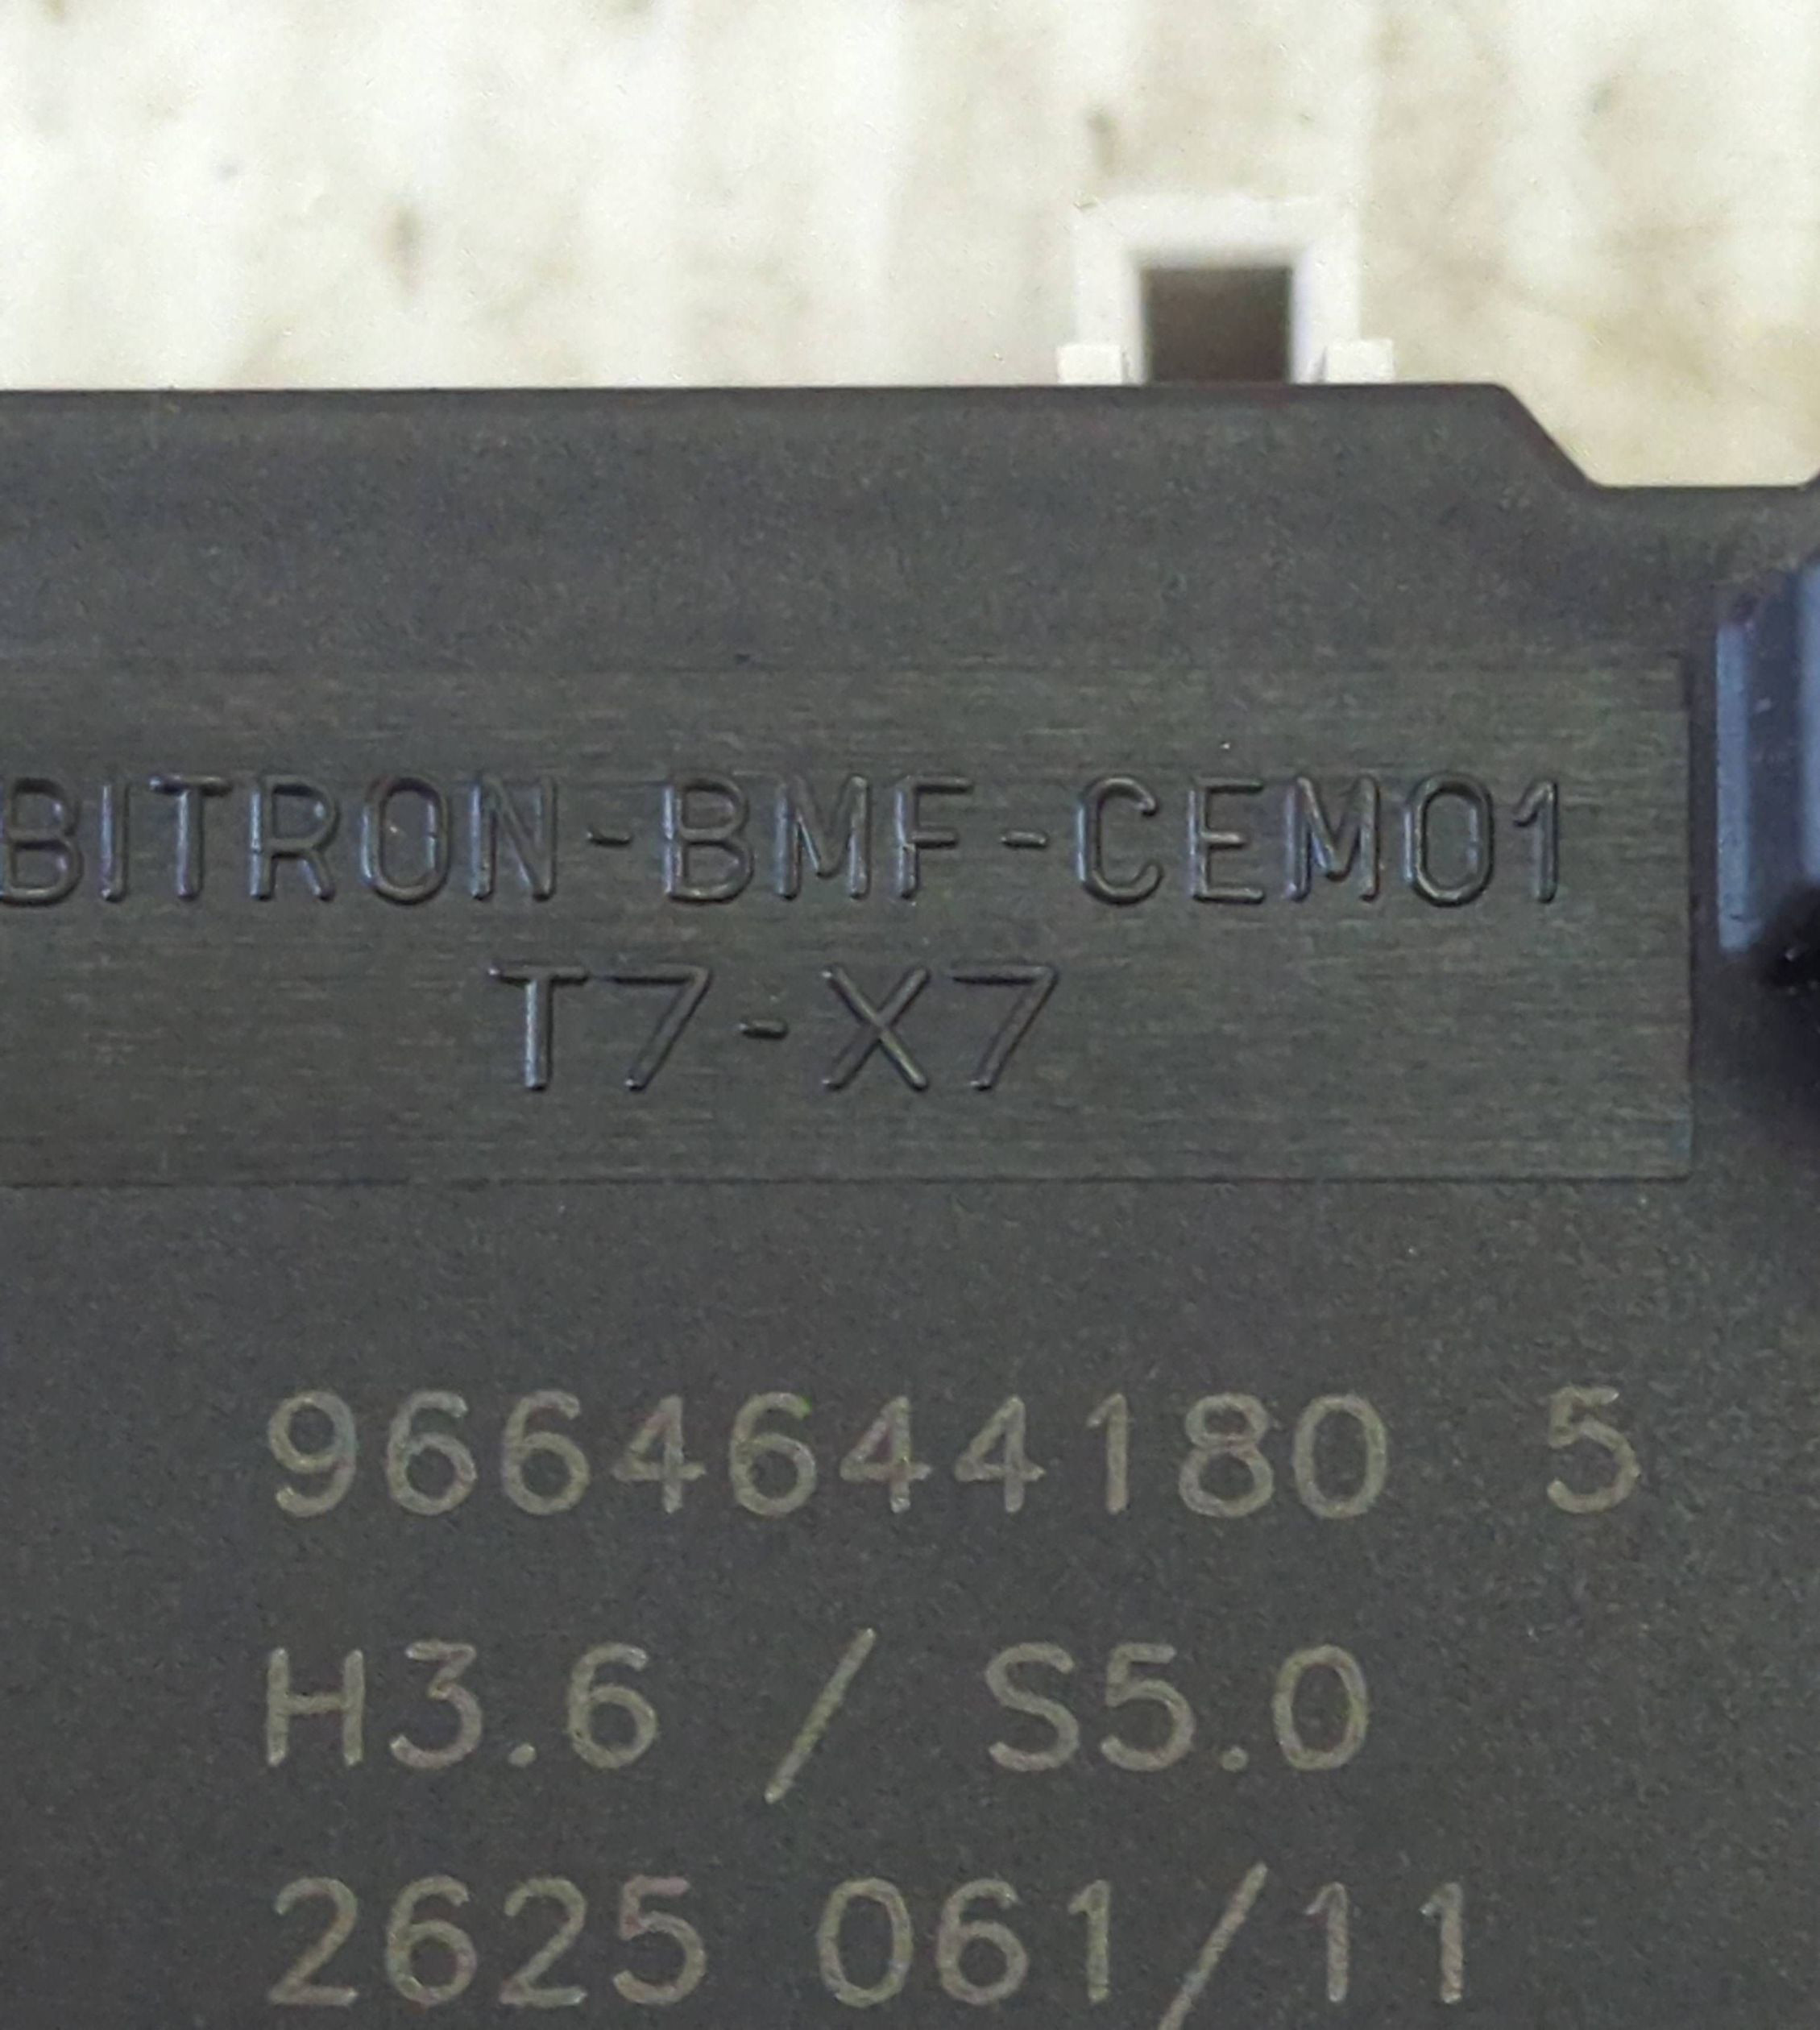 BITRON-BMF-CEM01
T7-X7
9664644180 5
H3.6 / S5.0
2625 061/11